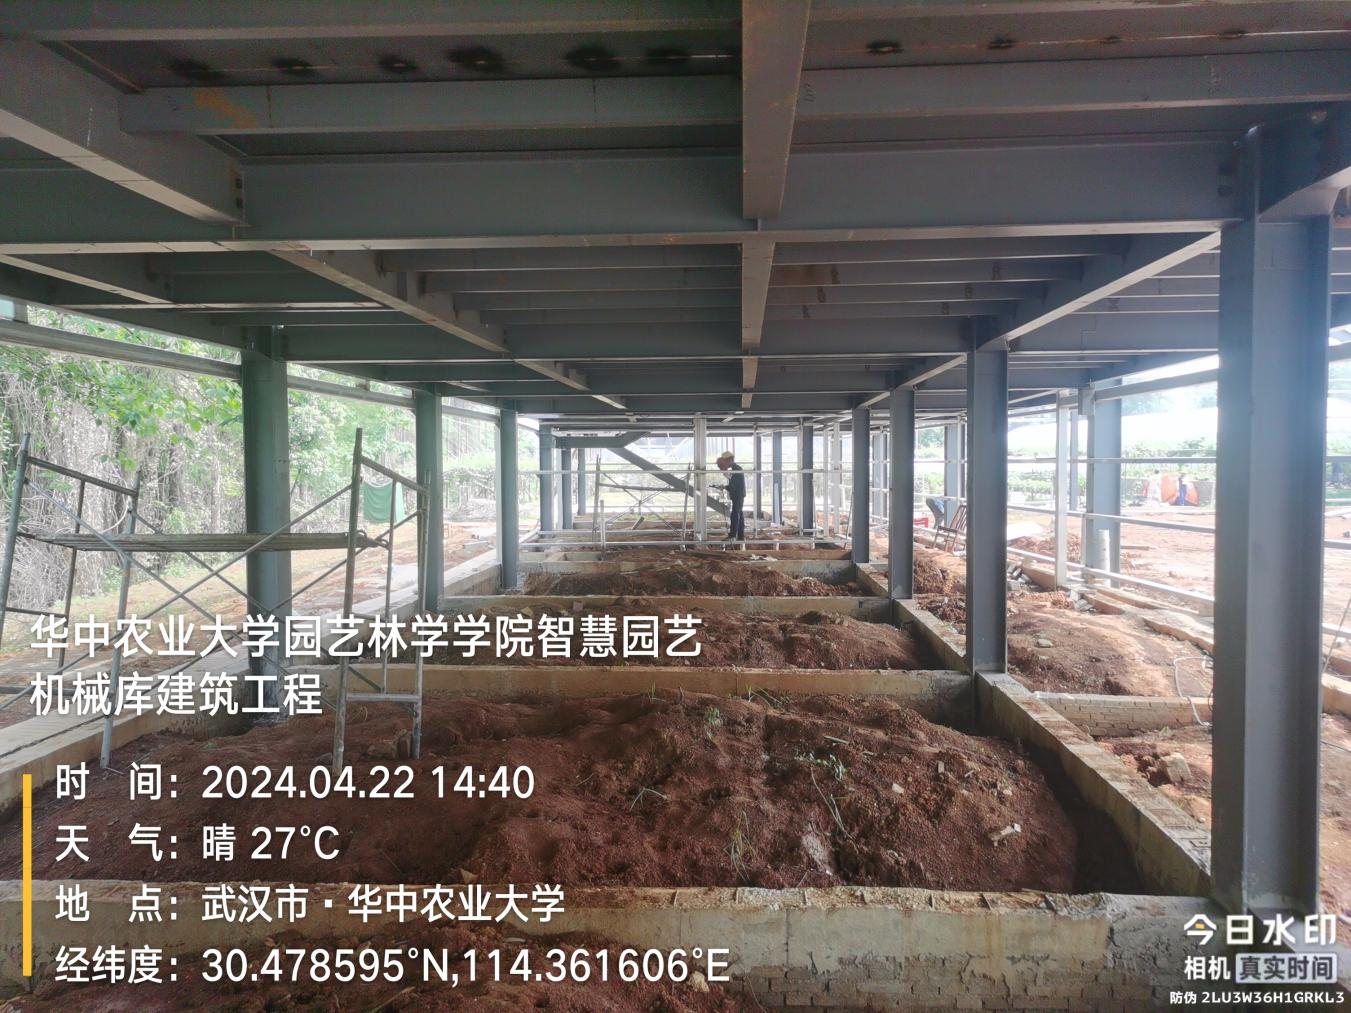 华中农业大学园艺林学学院智慧园艺
机械库建筑工程
时 间：2024.04.22 14:40
天 气：晴 27°C
地 点：武汉市·华中农业大学
经纬度：30.478595°N,114.361606°E
今日水印
相机 真实时间
防伪 2LU3W36H1GRKL3